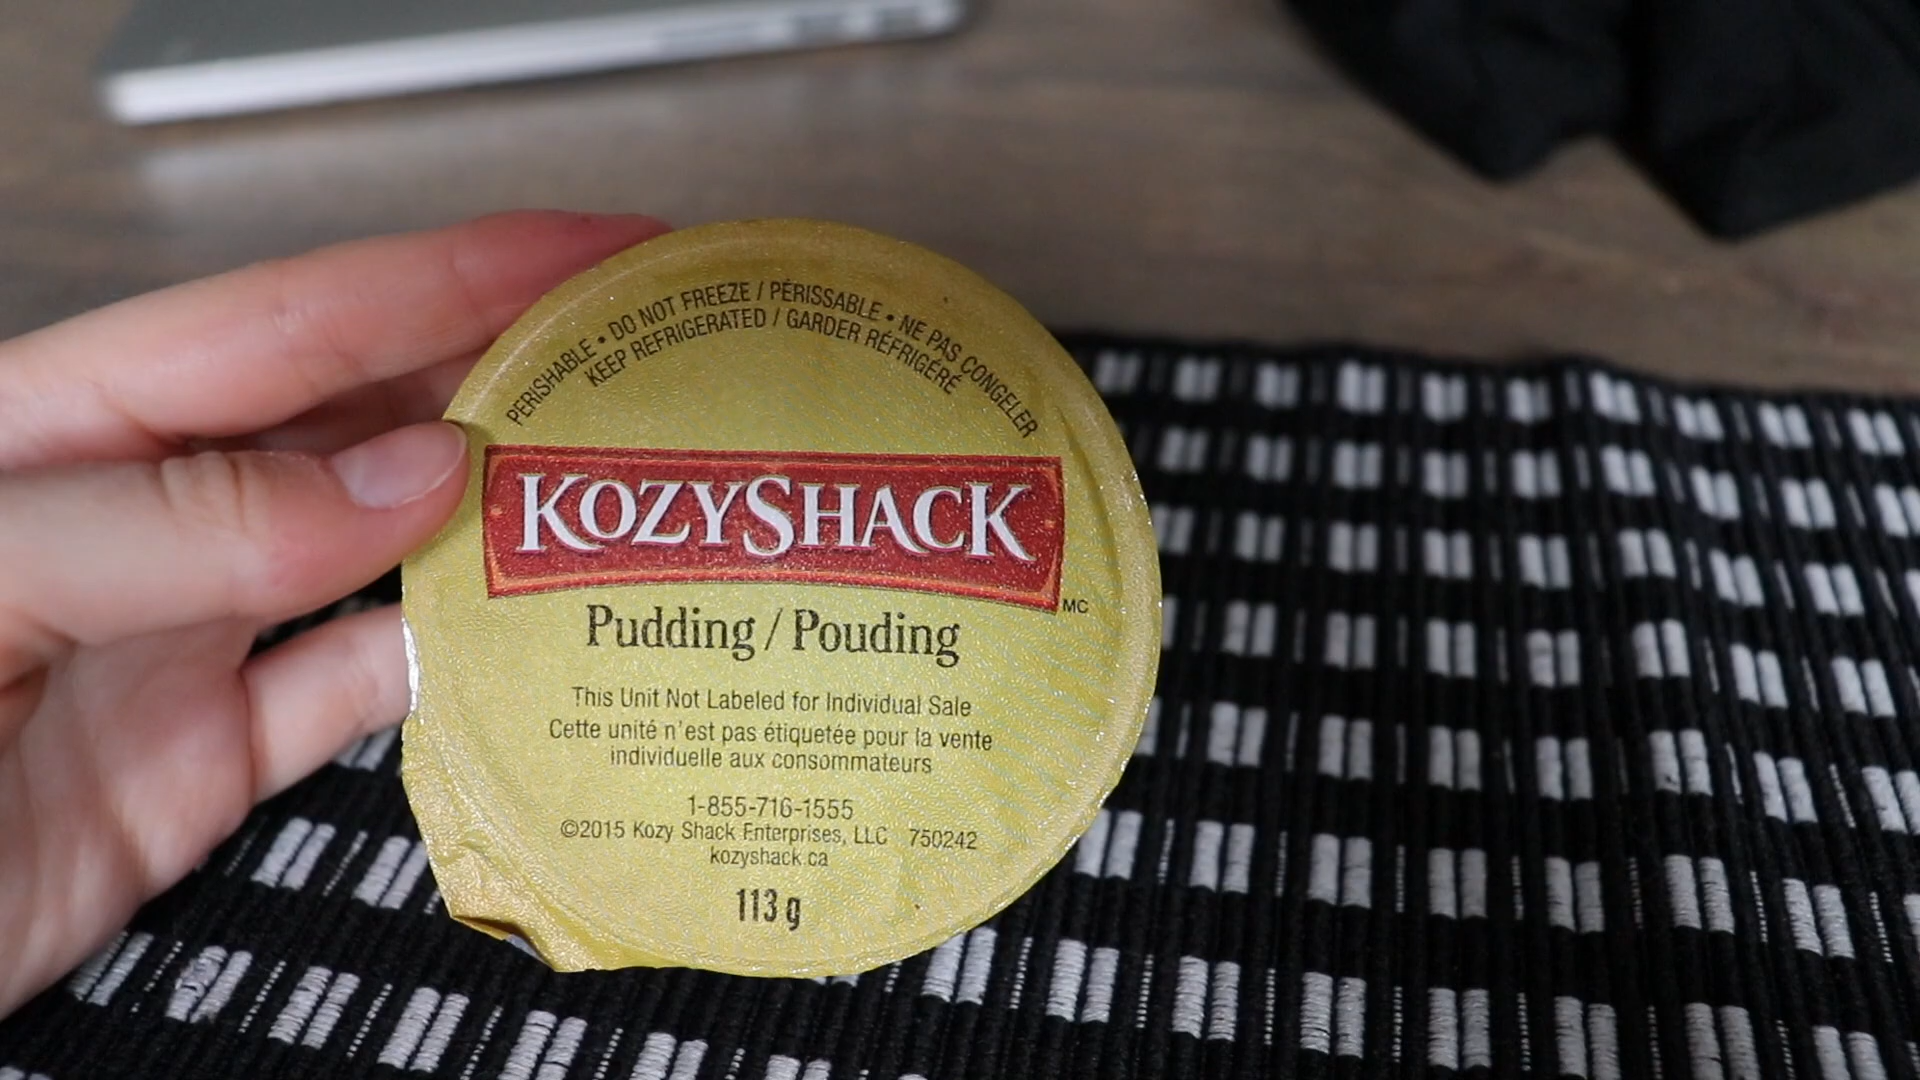 PERISHABLE • DO NOT FREEZE / PÉRISSABLE • NE PAS CONGELER
KEEP REFRIGERATED / GARDER RÉFRIGÉRÉ
KOZYSHACK
MC
Pudding / Pouding
This Unit Not Labeled for Individual Sale
Cette unité n'est pas étiquetée pour la vente
individuelle aux consommateurs
1-855-716-1555
©2015 Kozy Shack Enterprises, LLC 750242
kozyshack.ca
113 g